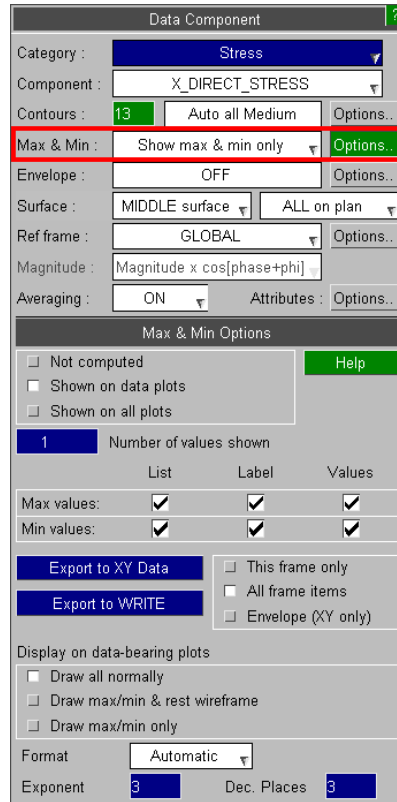 Data Component ?
Category : Stress
Component : X_DIRECT_STRESS
Contours : 13 Auto all Medium Options..
Max & Min : Show max & min only Options..
Envelope : OFF Options..
Surface : MIDDLE surface ALL on plan
Ref frame : GLOBAL Options..
Magnitude : Magnitude x cos[phase+phi]
Averaging : ON Attributes : Options..
Max & Min Options
Not computed Help
Shown on data plots
Shown on all plots
1 Number of values shown
List Label Values
Max values:
Min values:
Export to XY Data This frame only
All frame items
Export to WRITE
Envelope (XY only)
Display on data-bearing plots
Draw all normally
Draw max/min & rest wireframe
Draw max/min only
Format Automatic
Exponent 3 Dec. Places 3